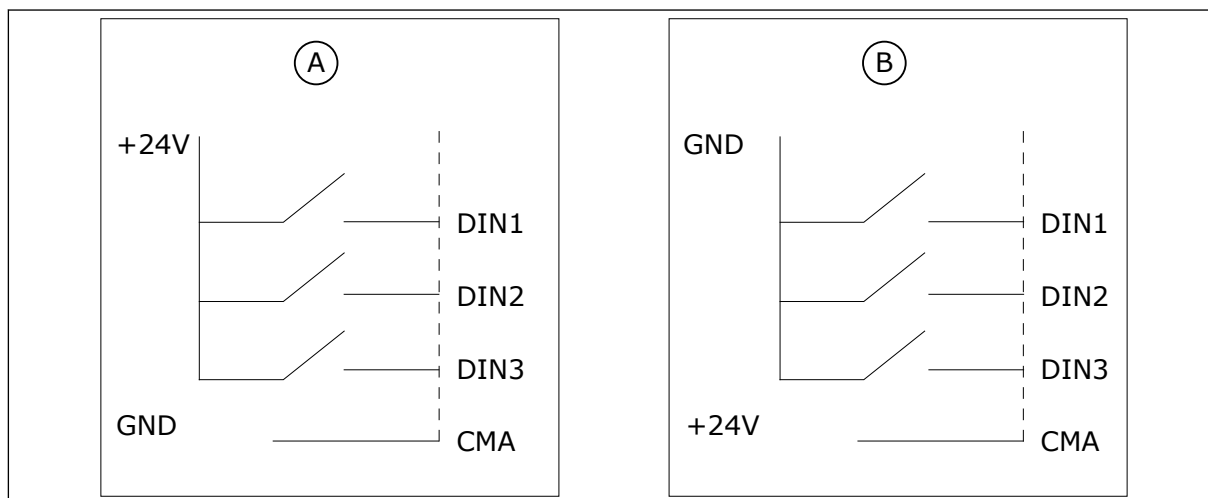 A
+24V
DIN1
DIN2
DIN3
GND
CMA
B
GND
DIN1
DIN2
DIN3
+24V
CMA